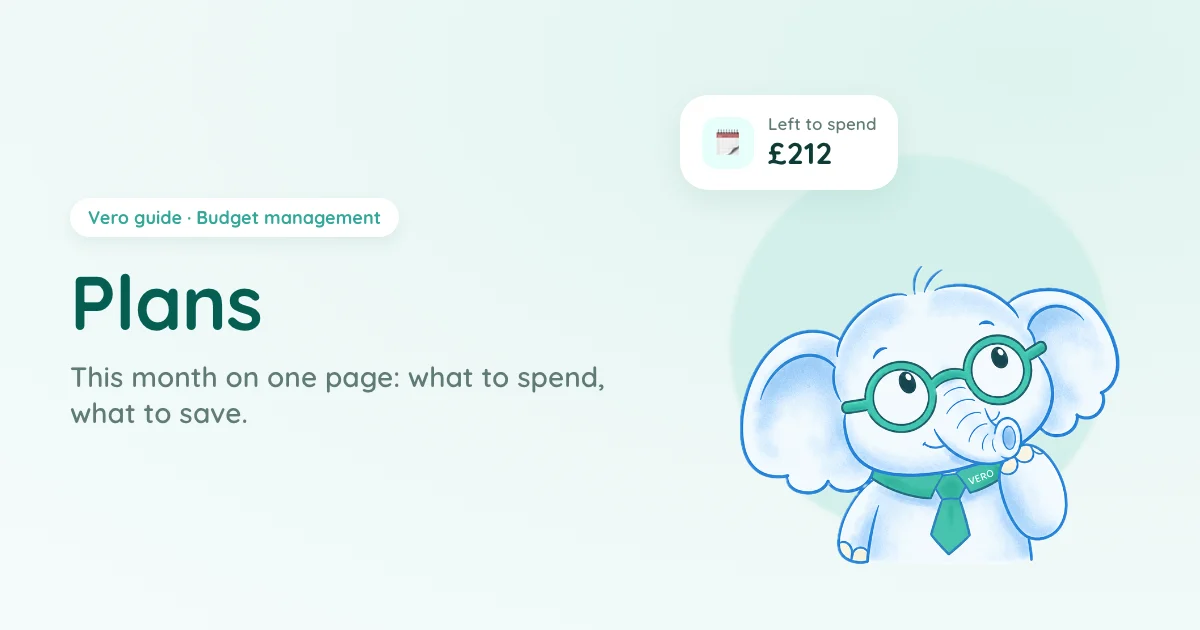 Left to spend
£212
Vero guide · Budget management
Plans
This month on one page: what to spend,
what to save.
VERO